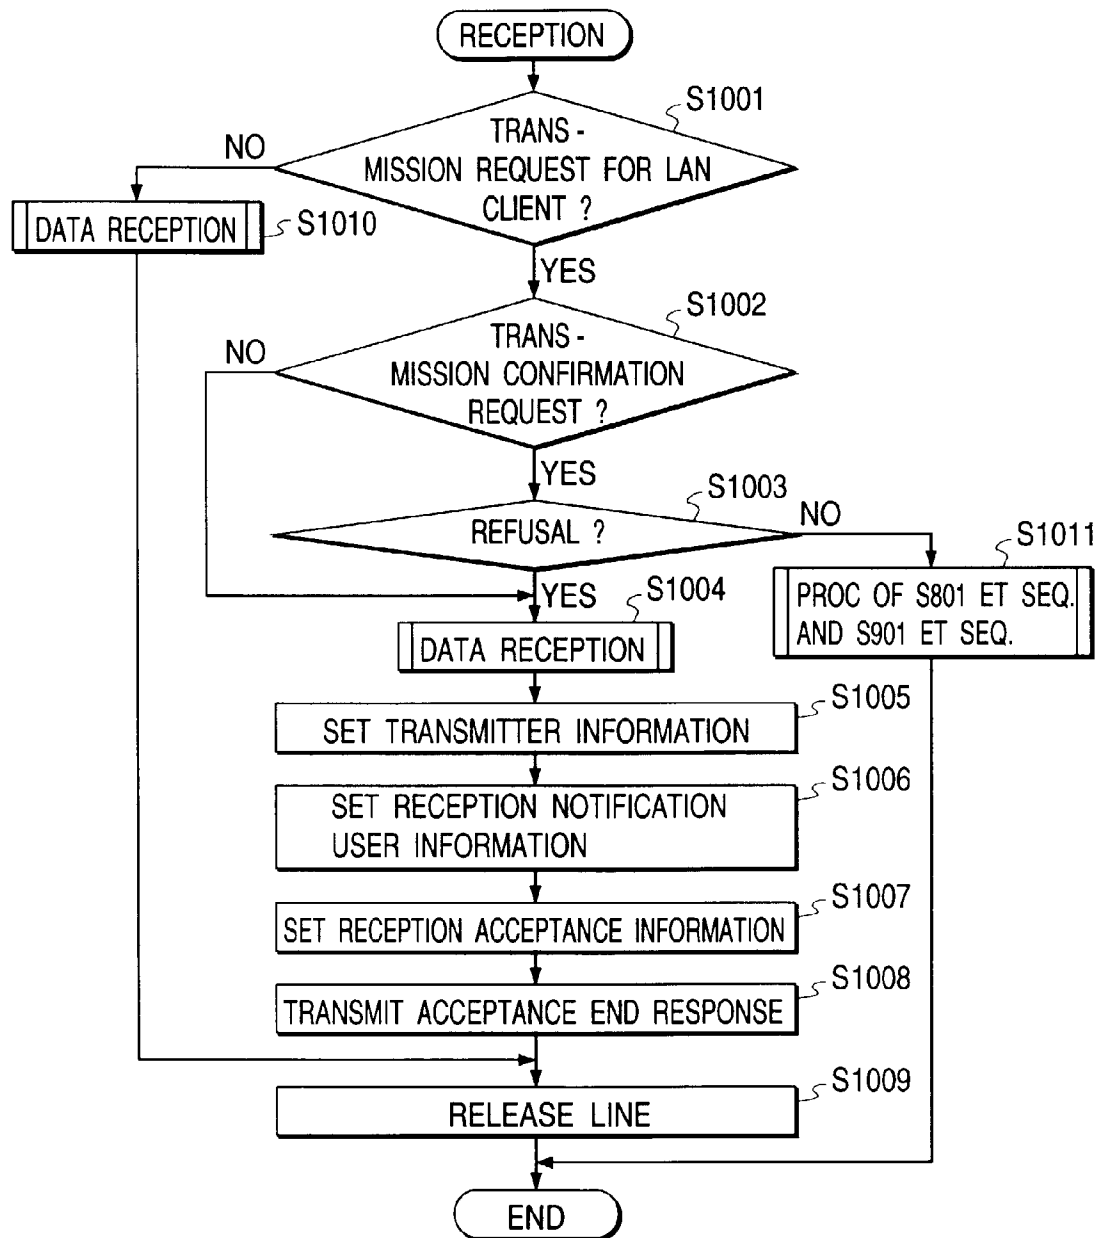 RECEPTION
S1001
TRANS -
MISSION REQUEST FOR LAN
CLIENT ?
NO
DATA RECEPTION
S1010
YES
S1002
TRANS -
MISSION CONFIRMATION
REQUEST ?
NO
YES
S1003
REFUSAL ?
NO
S1011
PROC OF S801 ET SEQ.
AND S901 ET SEQ.
YES
S1004
DATA RECEPTION
S1005
SET TRANSMITTER INFORMATION
S1006
SET RECEPTION NOTIFICATION
USER INFORMATION
S1007
SET RECEPTION ACCEPTANCE INFORMATION
S1008
TRANSMIT ACCEPTANCE END RESPONSE
S1009
RELEASE LINE
END